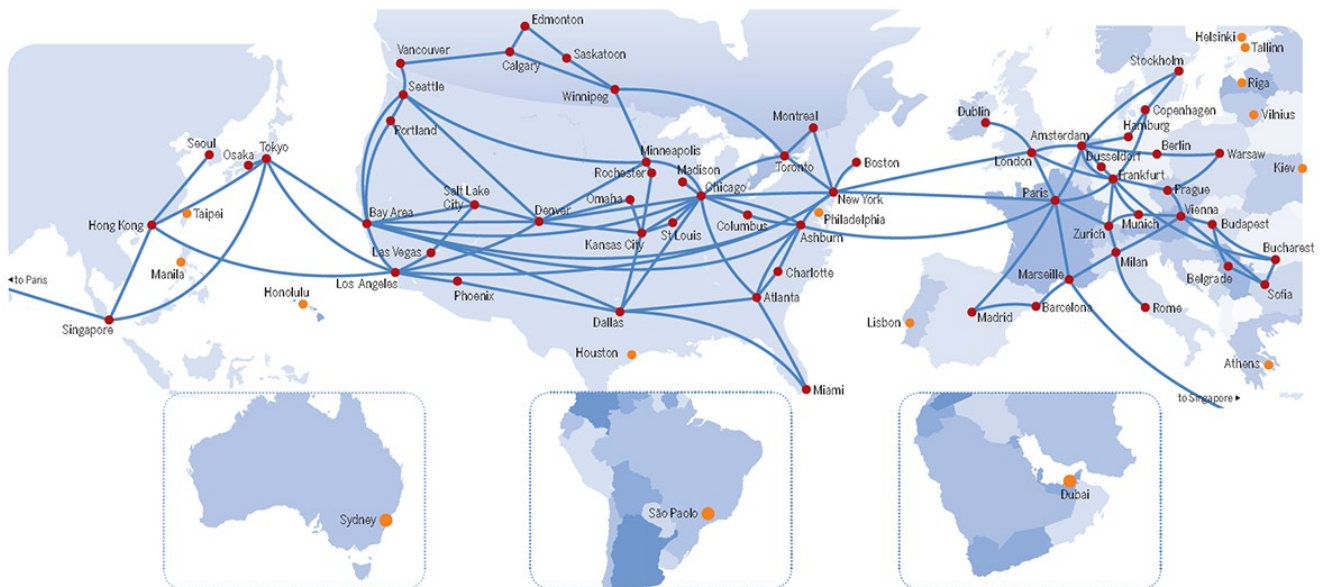 Edmonton
Vancouver
Saskatoon
Calgary
Seattle
Winnipeg
Portland
Montreal
Minneapolis
Rochester
Madison
Toronto
Boston
Chicago
Salt Lake
City
Omaha
New York
Bay Area
Denver
Philadelphia
Kansas City
St Louis
Columbus
Ashburn
Las Vegas
Los Angeles
Phoenix
Charlotte
Atlanta
Dallas
Houston
Miami
Seoul
Osaka
Tokyo
Taipei
Hong Kong
Manila
Honolulu
◄to Paris
Singapore
Helsinki
Tallinn
Stockholm
Riga
Dublin
Copenhagen
Hamburg
Vilnius
Amsterdam
Berlin
London
Dusseldorf
Warsaw
Frankfurt
Kiev
Paris
Prague
Vienna
Munich
Budapest
Zurich
Milan
Bucharest
Marseille
Belgrade
Sofia
Madrid
Barcelona
Rome
Lisbon
Athens
to Singapore ►
Sydney
São Paolo
Dubai